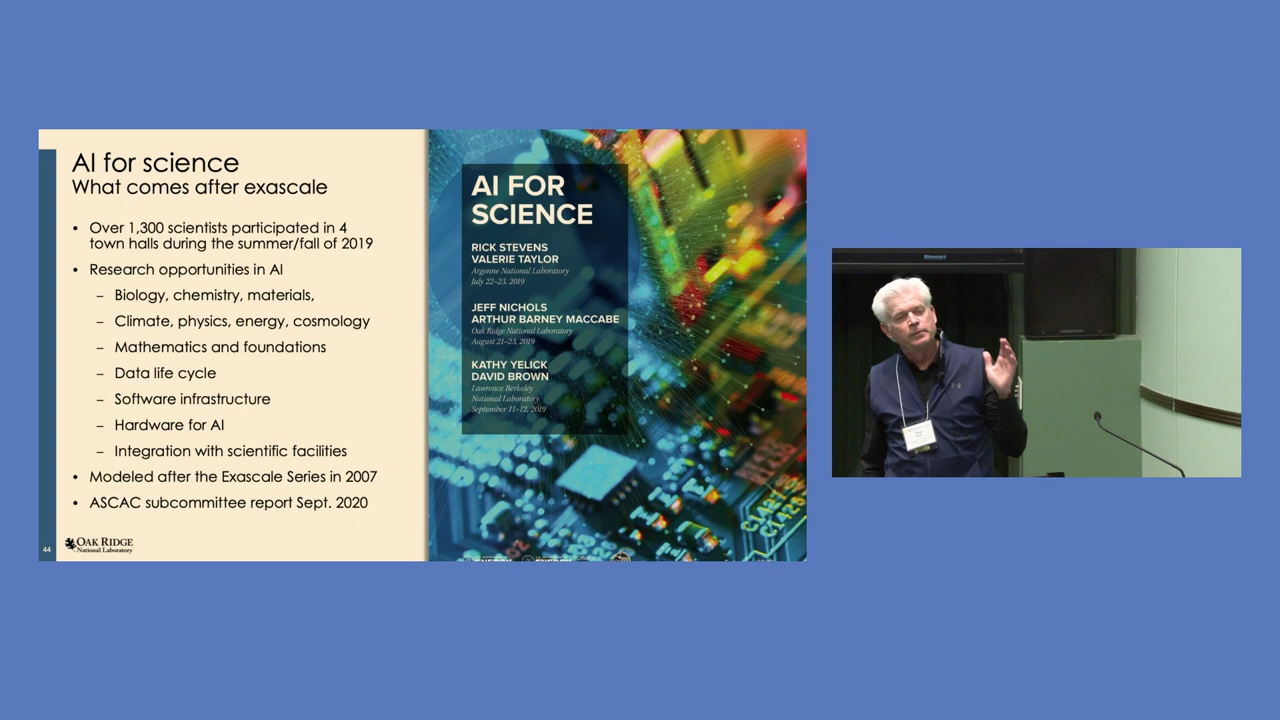 AI for science
What comes after exascale
• Over 1,300 scientists participated in 4
town halls during the summer/fall of 2019
• Research opportunities in AI
– Biology, chemistry, materials,
– Climate, physics, energy, cosmology
– Mathematics and foundations
– Data life cycle
– Software infrastructure
– Hardware for AI
– Integration with scientific facilities
• Modeled after the Exascale Series in 2007
• ASCAC subcommittee report Sept. 2020
44
OAK RIDGE
National Laboratory
AI FOR
SCIENCE
RICK STEVENS
VALERIE TAYLOR
Argonne National Laboratory
July 22–23, 2019
JEFF NICHOLS
ARTHUR BARNEY MACCABE
Oak Ridge National Laboratory
August 21–23, 2019
KATHY YELICK
DAVID BROWN
Lawrence Berkeley
National Laboratory
September 11–12, 2019